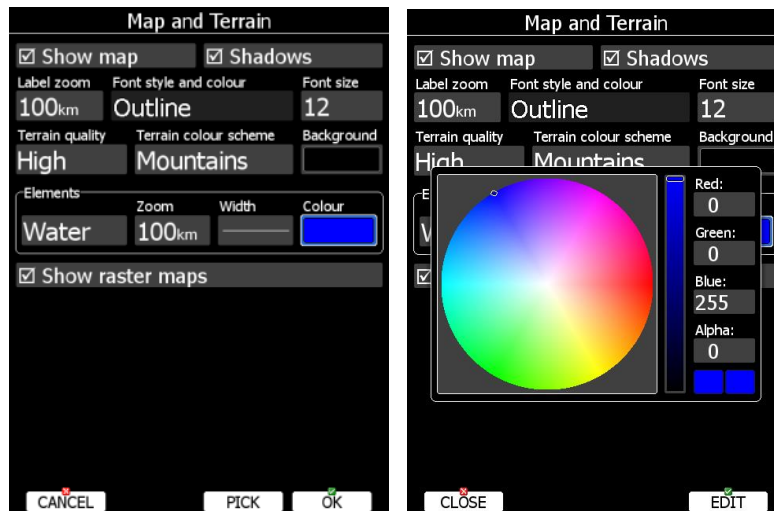 Map and Terrain
☑ Show map ☑ Shadows
Label zoom Font style and colour Font size
100km Outline 12
Terrain quality Terrain colour scheme Background
High Mountains
Elements
Zoom Width Colour
Water 100km
☑ Show raster maps
CANCEL PICK OK
Map and Terrain
☑ Show map ☑ Shadows
Label zoom Font style and colour Font size
100km Outline 12
Terrain quality Terrain colour scheme Background
High Mountains
Red:
0
Green:
0
Blue:
255
Alpha:
0
CLOSE EDIT